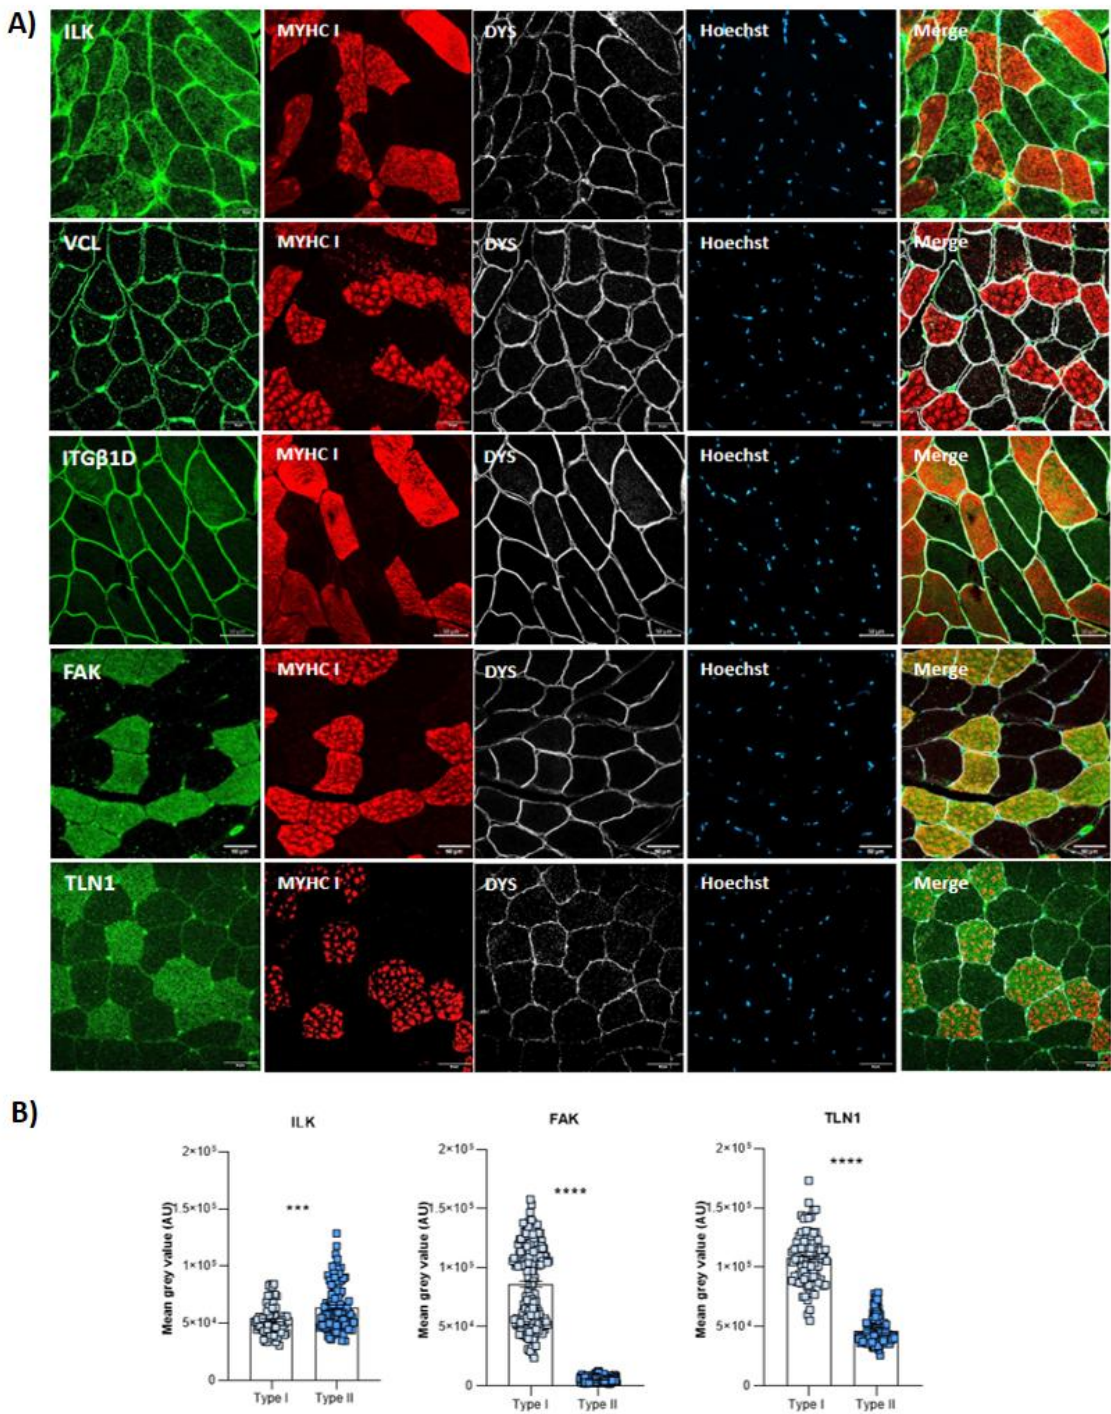 A)
ILK MYHC I DYS Hoechst Merge
VCL MYHC I DYS Hoechst Merge
ITGβ1D MYHC I DYS Hoechst Merge
FAK MYHC I DYS Hoechst Merge
TLN1 MYHC I DYS Hoechst Merge
B)
ILK
Mean grey value (AU)
2×10⁵
1.5×10⁵
1×10⁵
5×10⁴
0
***
Type I Type II
FAK
Mean grey value (AU)
2×10⁵
1.5×10⁵
1×10⁵
5×10⁴
0
****
Type I Type II
TLN1
Mean grey value (AU)
2×10⁵
1.5×10⁵
1×10⁵
5×10⁴
0
****
Type I Type II